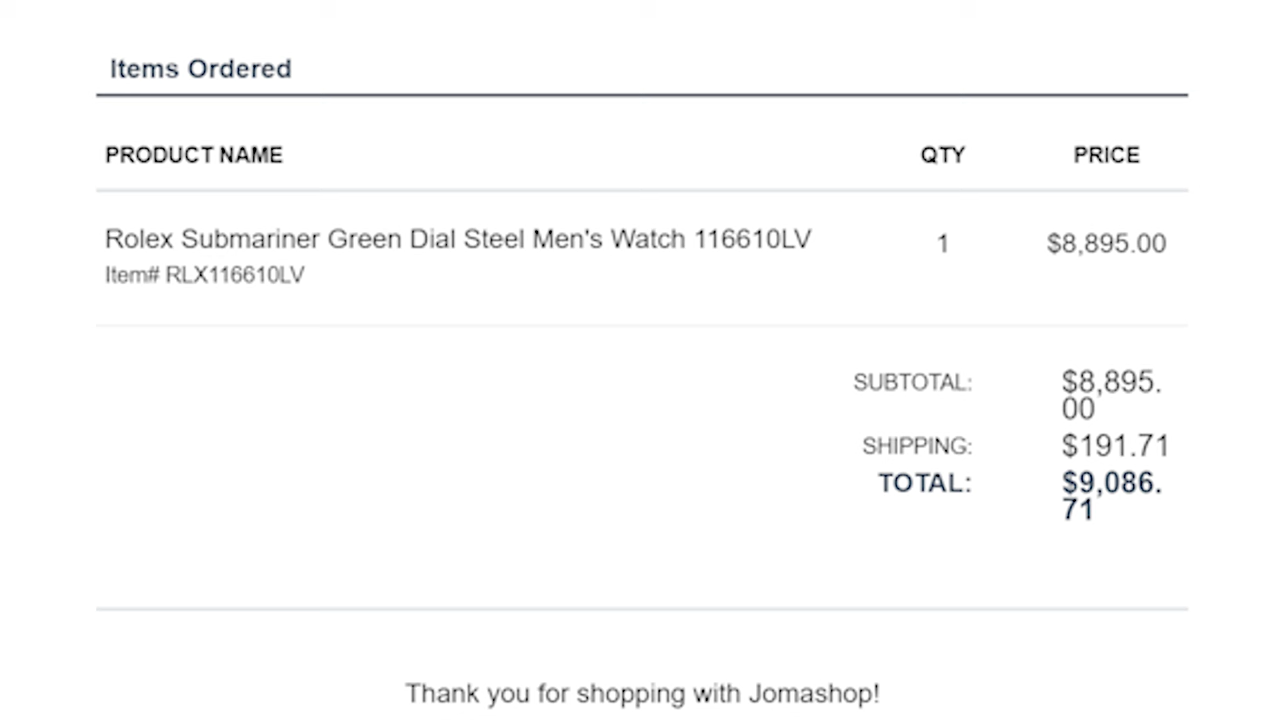 Items Ordered
PRODUCT NAME QTY PRICE
Rolex Submariner Green Dial Steel Men's Watch 116610LV 1 $8,895.00
Item# RLX116610LV
SUBTOTAL: $8,895.
00
SHIPPING: $191.71
TOTAL: $9,086.
71
Thank you for shopping with Jomashop!